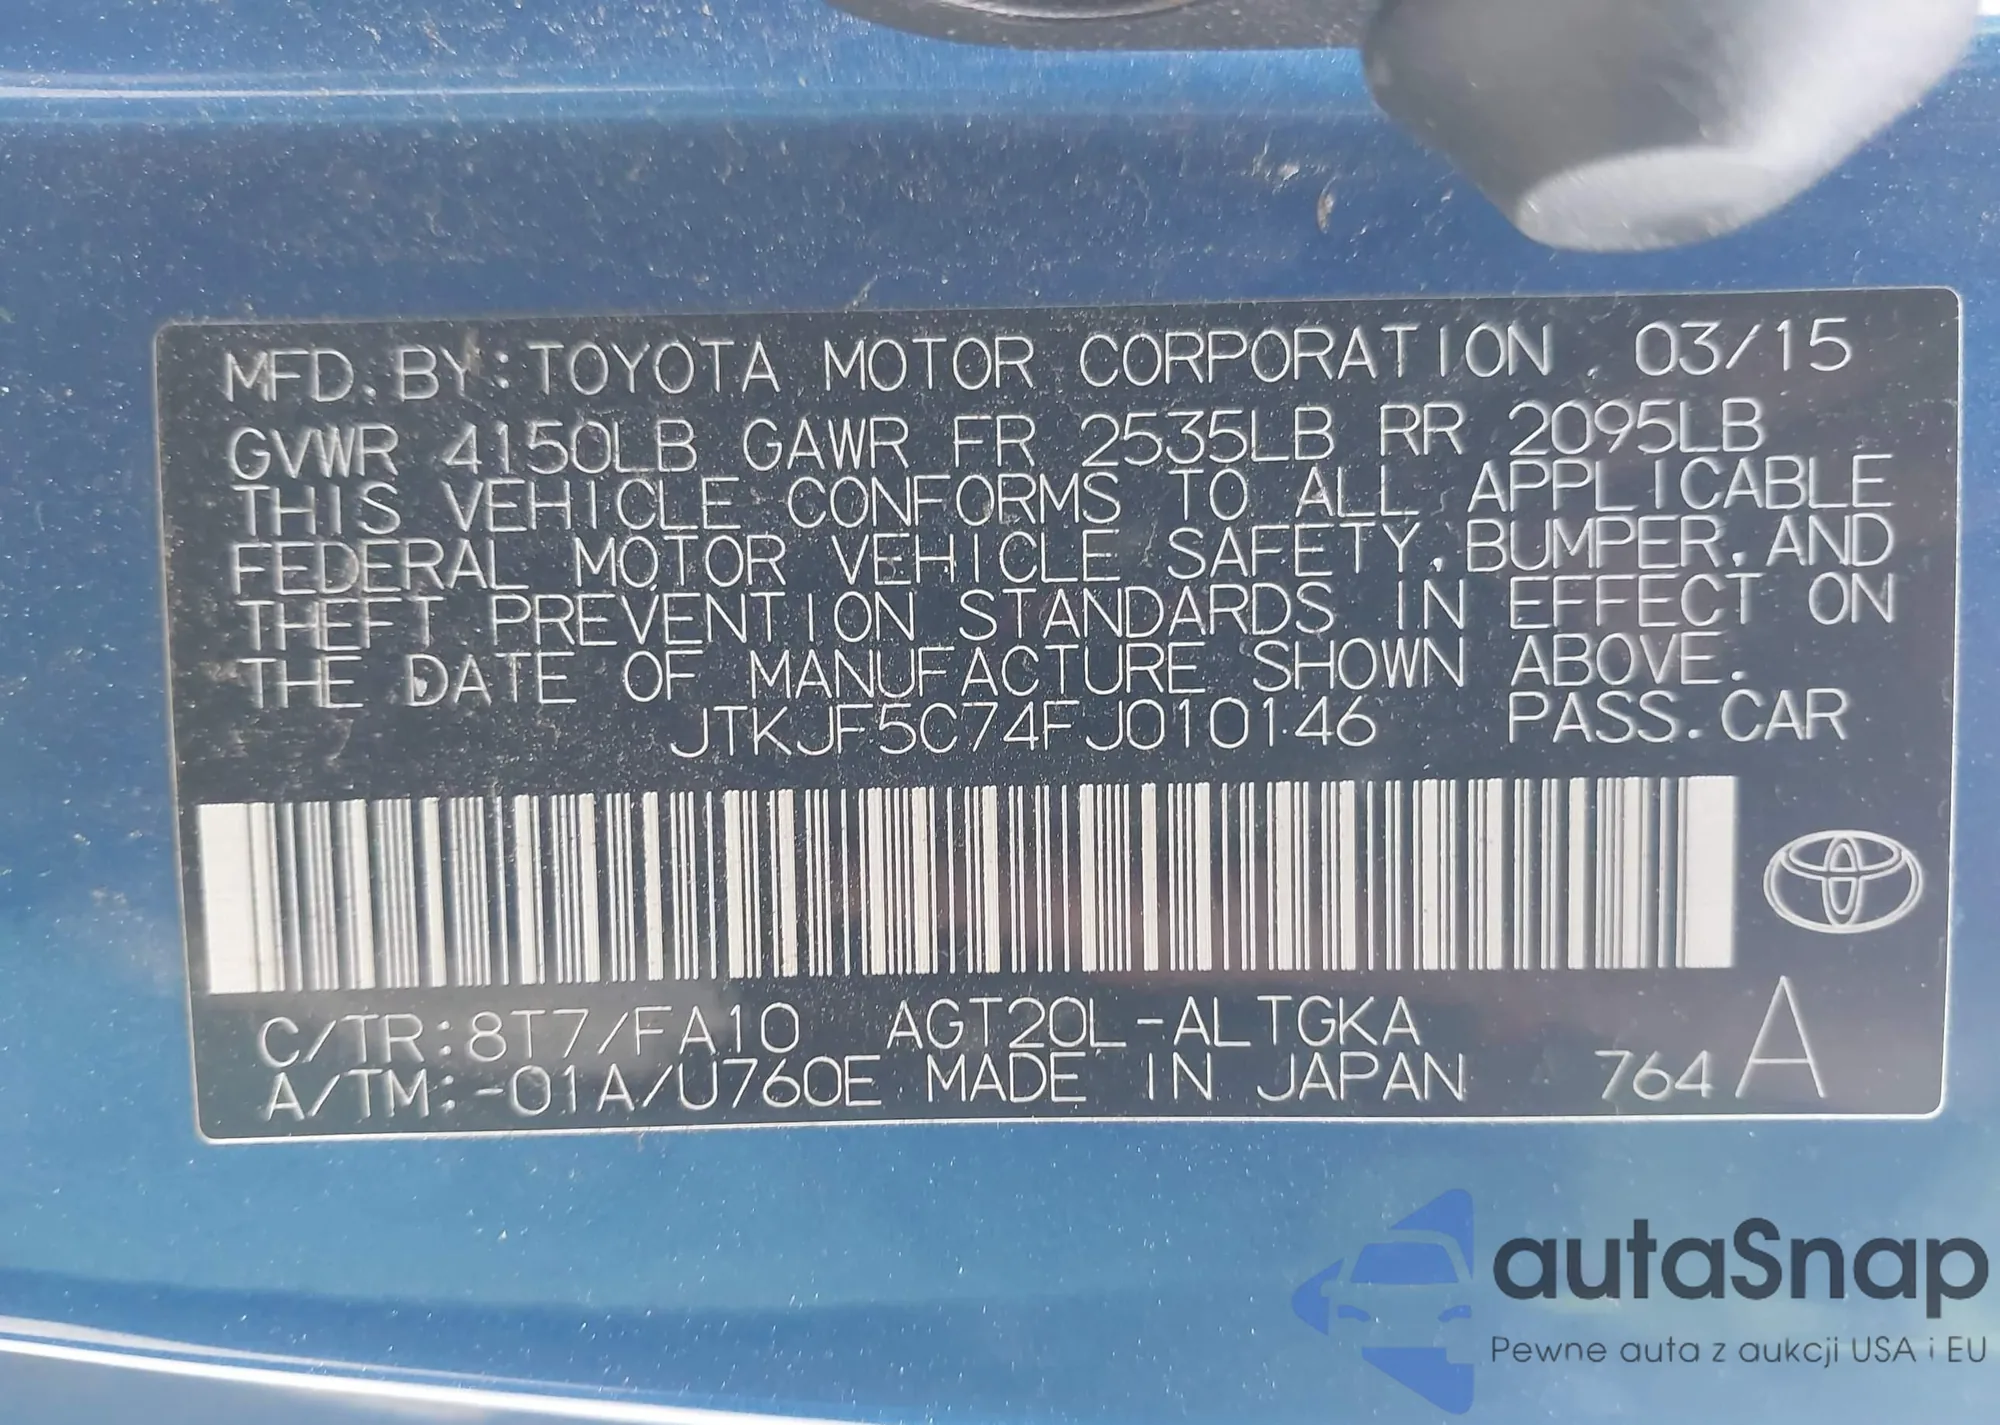 MFD. BY: TOYOTA MOTOR CORPORATION. 03/15
GVWR 4150LB GAWR FR 2535LB RR 2095LB
THIS VEHICLE CONFORMS TO ALL APPLICABLE
FEDERAL MOTOR VEHICLE SAFETY, BUMPER, AND
THEFT PREVENTION STANDARDS IN EFFECT ON
THE DATE OF MANUFACTURE SHOWN ABOVE.
JTKJF5C74FJ010146 PASS. CAR
C/TR: 8T7/FA10 AGT20L-ALTGKA
A/TM: -01A/U760E MADE IN JAPAN 764 A
autaSnap
Pewne auta z aukcji USA i EU